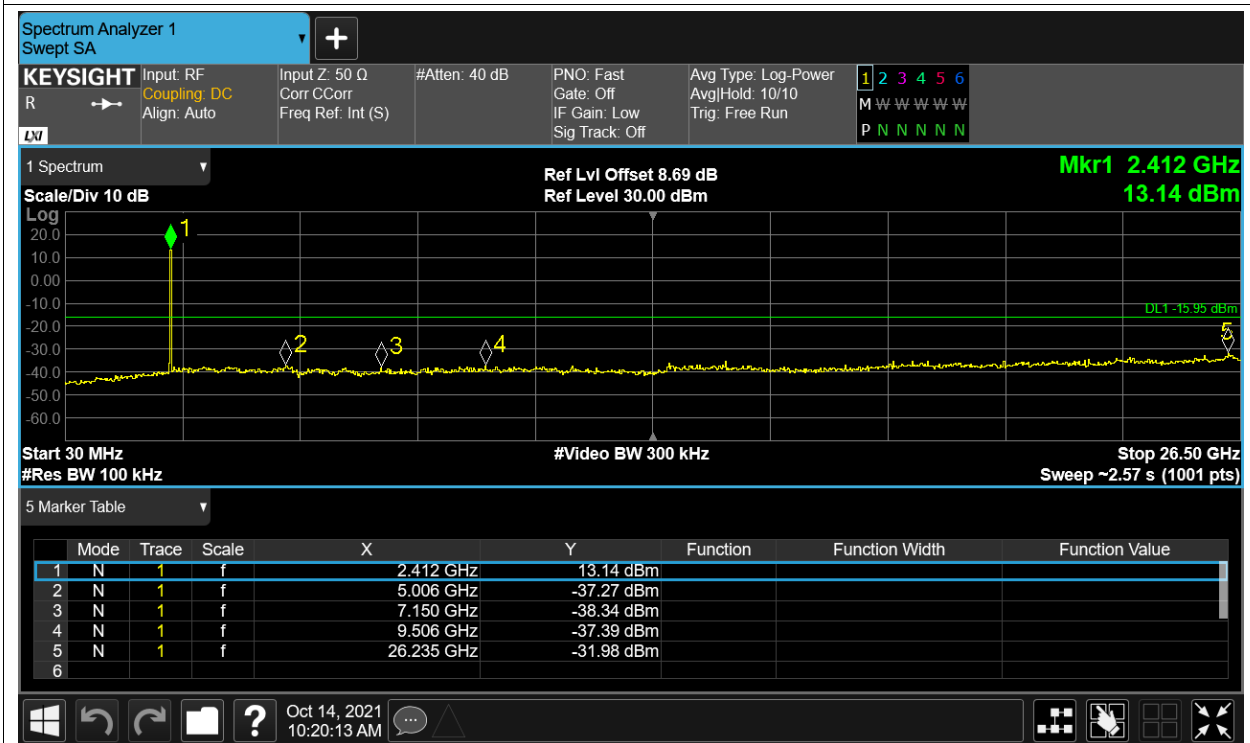 Spectrum Analyzer 1
Swept SA
▼
+
KEYSIGHT Input: RF Input Z: 50 Ω #Atten: 40 dB PNO: Fast Avg Type: Log-Power 1 2 3 4 5 6
R Coupling: DC Corr CCorr Gate: Off Avg|Hold: 10/10 M W W W W W
Align: Auto Freq Ref: Int (S) IF Gain: Low Trig: Free Run
LXI Sig Track: Off P N N N N N
1 Spectrum ▼ Ref Lvl Offset 8.69 dB Mkr1 2.412 GHz
Scale/Div 10 dB Ref Level 30.00 dBm 13.14 dBm
Log
1
20.0
10.0
0.00
-10.0
DL1 -15.95 dBm
-20.0
2 3 4 5
-30.0
-40.0
-50.0
-60.0
Start 30 MHz #Video BW 300 kHz Stop 26.50 GHz
#Res BW 100 kHz Sweep ~2.57 s (1001 pts)
5 Marker Table ▼
Mode Trace Scale X Y Function Function Width Function Value
1 N 1 f 2.412 GHz 13.14 dBm
2 N 1 f 5.006 GHz -37.27 dBm
3 N 1 f 7.150 GHz -38.34 dBm
4 N 1 f 9.506 GHz -37.39 dBm
5 N 1 f 26.235 GHz -31.98 dBm
6
? Oct 14, 2021
10:20:13 AM